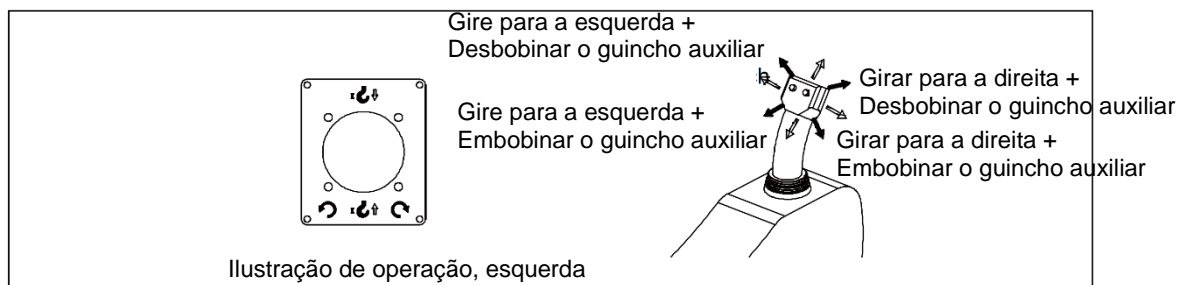 Gire para a esquerda +
Desbobinar o guincho auxiliar
Girar para a direita +
Desbobinar o guincho auxiliar
Gire para a esquerda +
Embobinar o guincho auxiliar
Girar para a direita +
Embobinar o guincho auxiliar
Ilustração de operação, esquerda